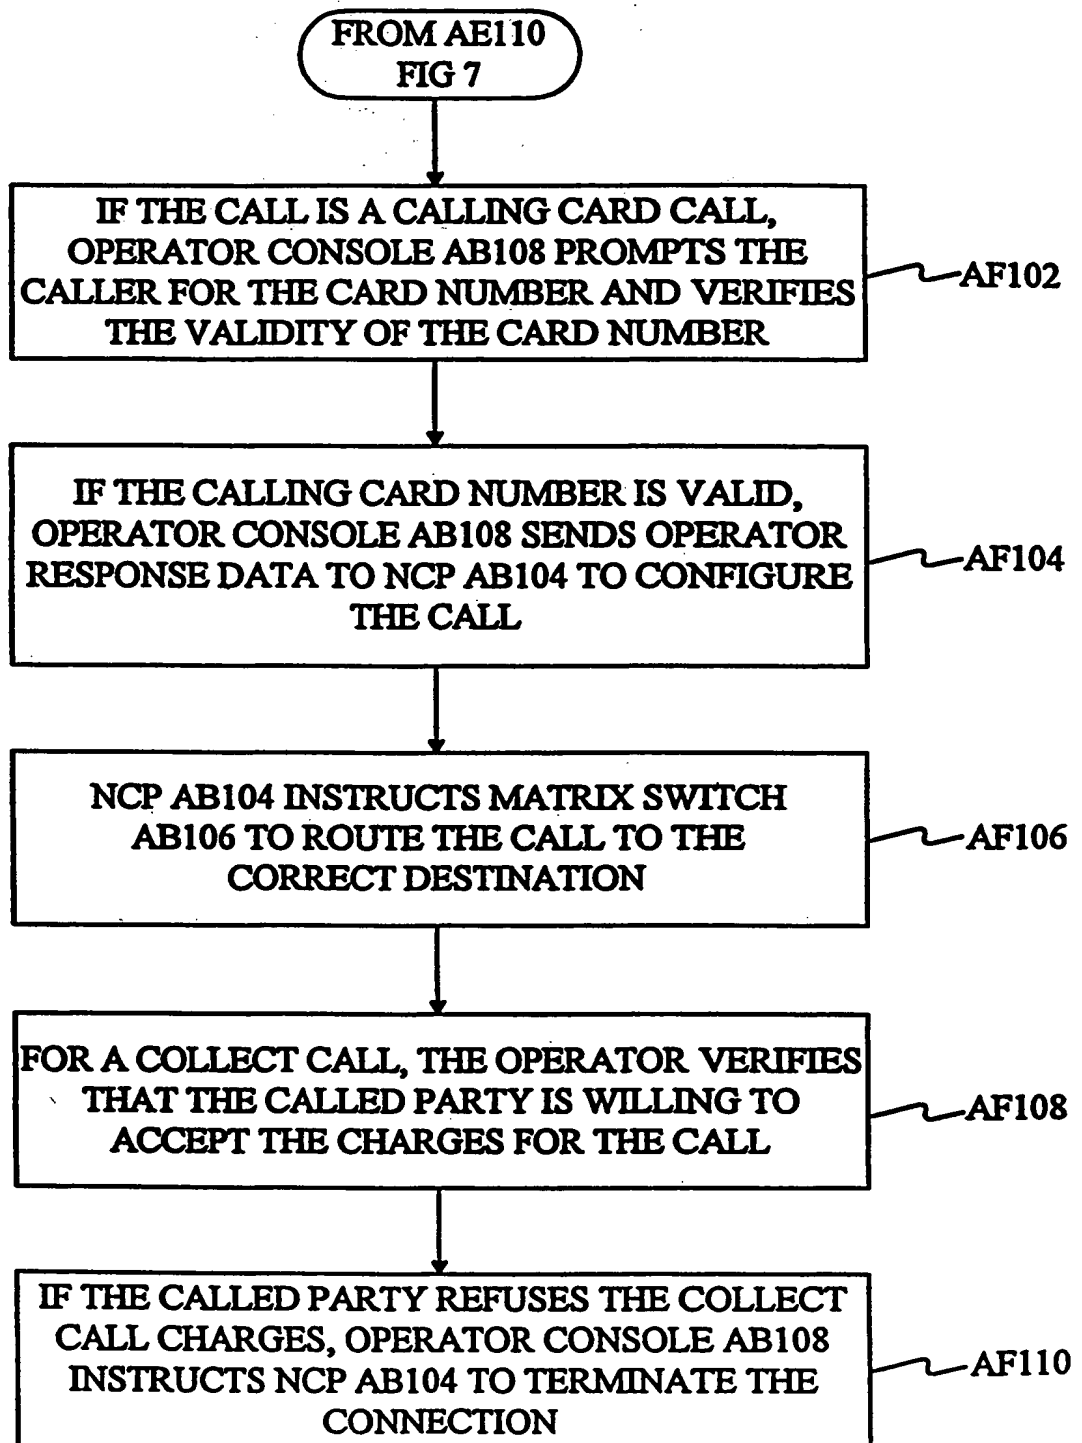 FROM AE110
FIG 7
IF THE CALL IS A CALLING CARD CALL,
OPERATOR CONSOLE AB108 PROMPTS THE
CALLER FOR THE CARD NUMBER AND VERIFIES
THE VALIDITY OF THE CARD NUMBER
AF102
IF THE CALLING CARD NUMBER IS VALID,
OPERATOR CONSOLE AB108 SENDS OPERATOR
RESPONSE DATA TO NCP AB104 TO CONFIGURE
THE CALL
AF104
NCP AB104 INSTRUCTS MATRIX SWITCH
AB106 TO ROUTE THE CALL TO THE
CORRECT DESTINATION
AF106
FOR A COLLECT CALL, THE OPERATOR VERIFIES
THAT THE CALLED PARTY IS WILLING TO
ACCEPT THE CHARGES FOR THE CALL
AF108
IF THE CALLED PARTY REFUSES THE COLLECT
CALL CHARGES, OPERATOR CONSOLE AB108
INSTRUCTS NCP AB104 TO TERMINATE THE
CONNECTION
AF110